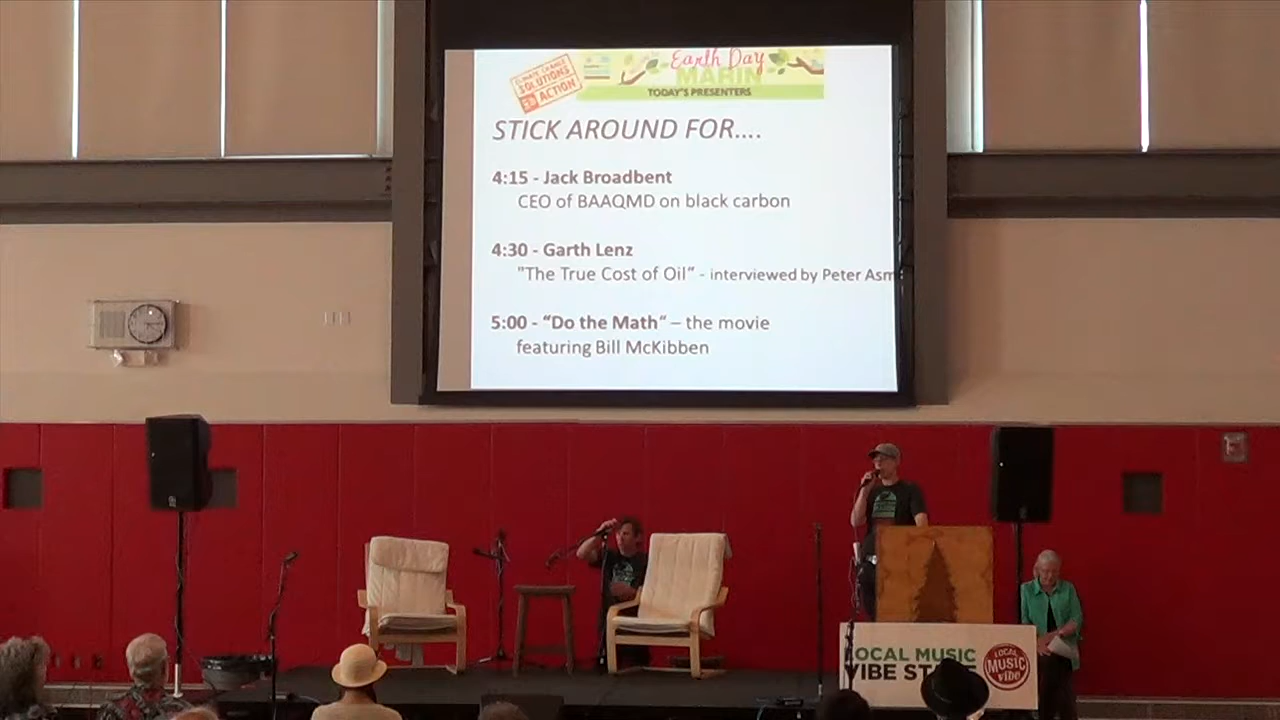 CLIMATE CHANGE
SOLUTIONS
ACTION
Earth Day
MARIN
TODAY'S PRESENTERS
STICK AROUND FOR....
4:15 - Jack Broadbent
CEO of BAAQMD on black carbon
4:30 - Garth Lenz
"The True Cost of Oil" - interviewed by Peter Asm
5:00 - "Do the Math" – the movie
featuring Bill McKibben
LOCAL MUSIC
VIBE
LOCAL
MUSIC
vibe